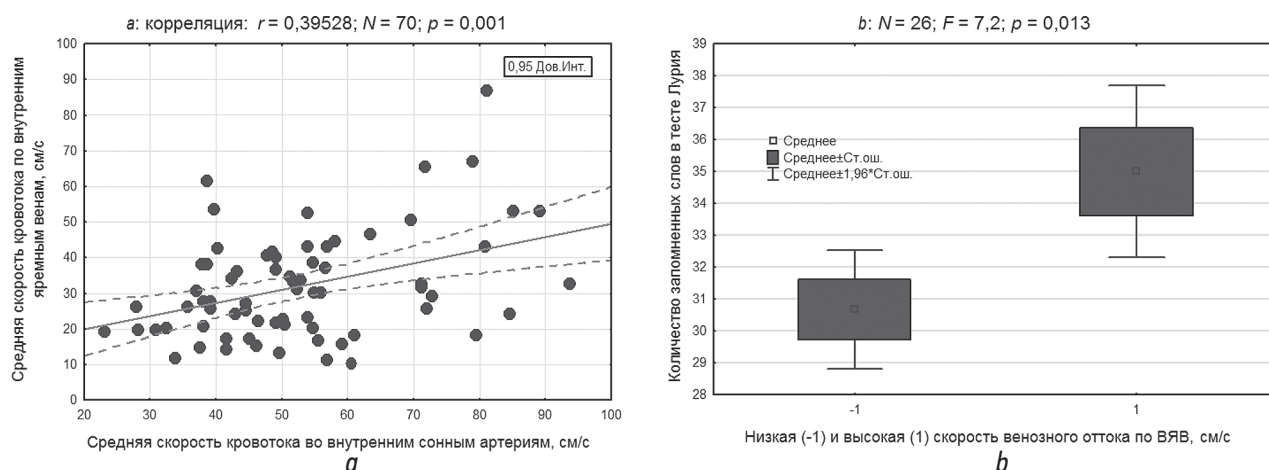 a: корреляция: r = 0,39528; N = 70; p = 0,001
100
90
80
70
60
50
40
30
20
10
0
Средняя скорость кровотока по внутренним
яремным венам, см/с
0,95 Дов.Инт.
20 30 40 50 60 70 80 90 100
Средняя скорость кровотока во внутренним сонным артериям, см/с
a
b: N = 26; F = 7,2; p = 0,013
39
38
37
36
35
34
33
32
31
30
29
28
Количество запомненных слов в тесте Лурия
Среднее
Среднее±Ст.ош.
Среднее±1,96*Ст.ош.
-1 1
Низкая (-1) и высокая (1) скорость венозного оттока по ВЯВ, см/с
b